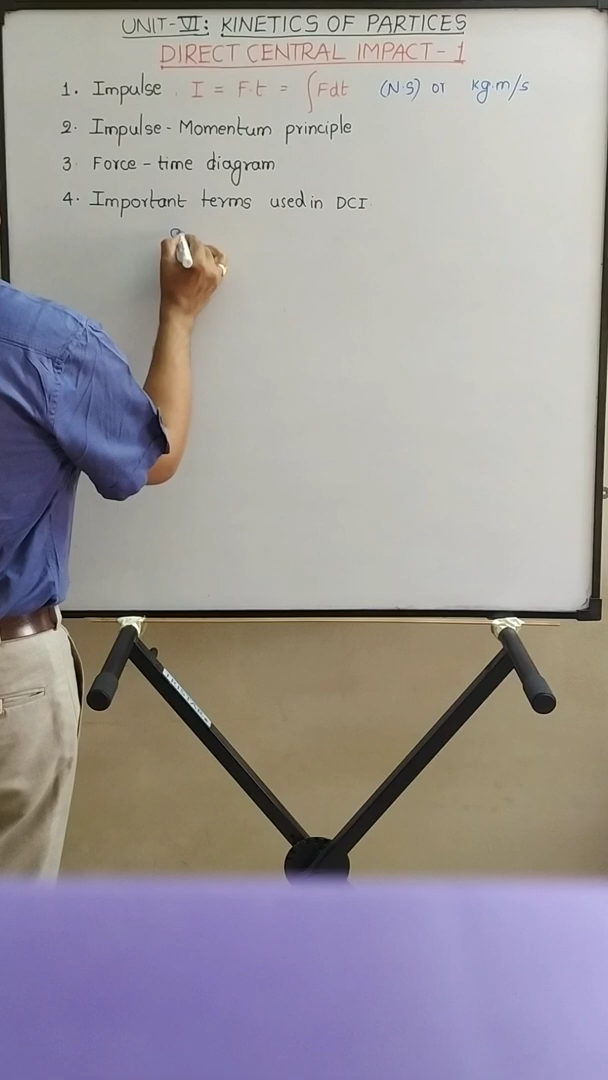 UNIT-VI: KINETICS OF PARTICES
DIRECT CENTRAL IMPACT-1
1. Impulse. I = F.t = ∫Fdt (N.S) or kg.m/s
2. Impulse-Momentum principle
3. Force-time diagram
4. Important terms used in DCI.